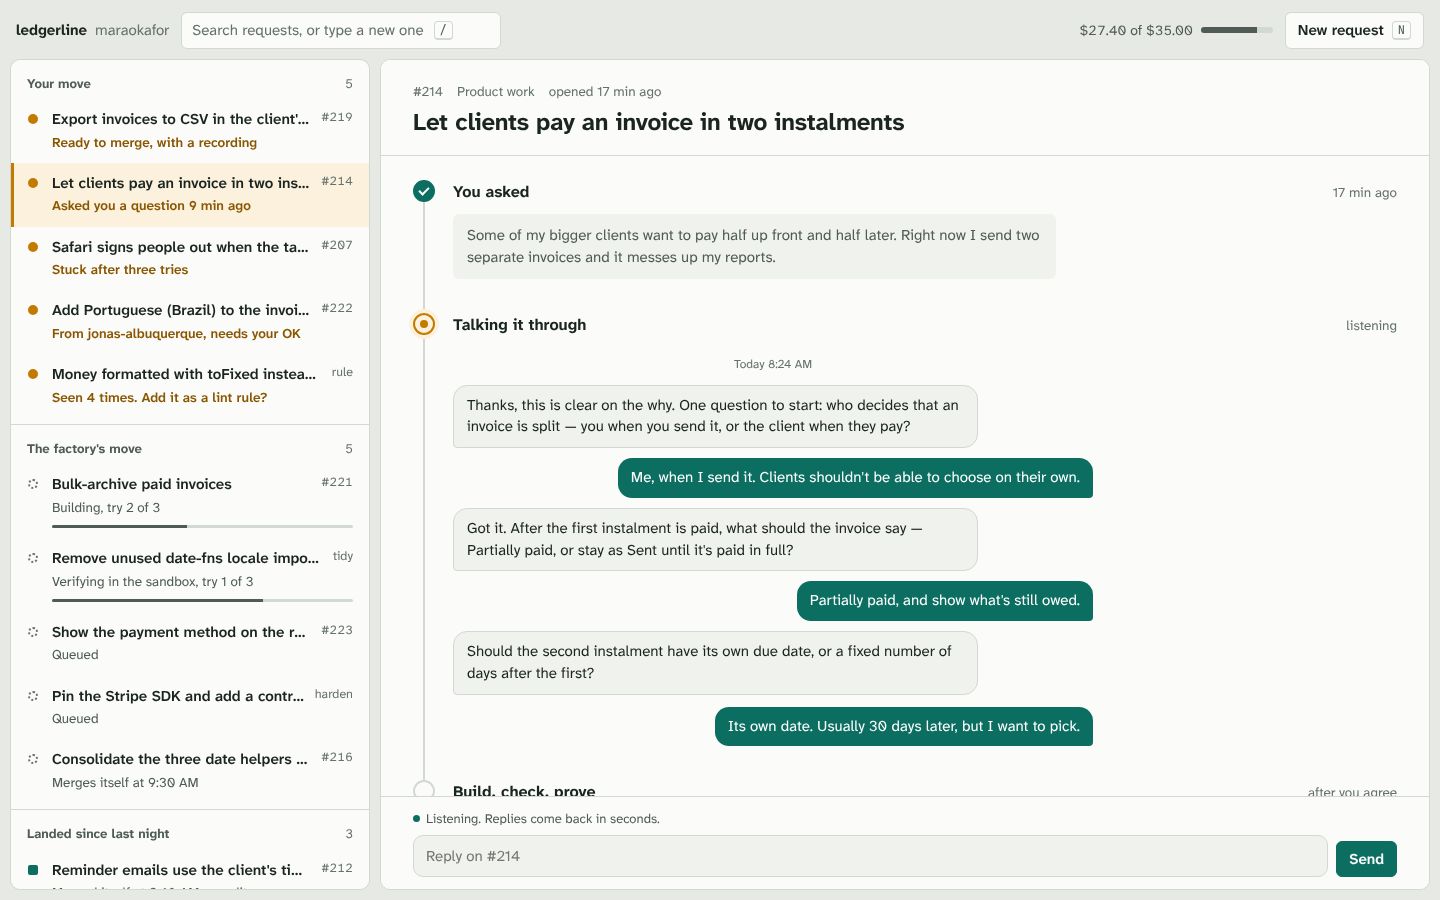 ledgerline maraokafor
Search requests, or type a new one /
$27.40 of $35.00
New request N
Your move 5
Export invoices to CSV in the client'... #219
Ready to merge, with a recording
Let clients pay an invoice in two ins... #214
Asked you a question 9 min ago
Safari signs people out when the ta... #207
Stuck after three tries
Add Portuguese (Brazil) to the invoi... #222
From jonas-albuquerque, needs your OK
Money formatted with toFixed instea... rule
Seen 4 times. Add it as a lint rule?
The factory's move 5
Bulk-archive paid invoices #221
Building, try 2 of 3
Remove unused date-fns locale impo... tidy
Verifying in the sandbox, try 1 of 3
Show the payment method on the r... #223
Queued
Pin the Stripe SDK and add a contr... harden
Queued
Consolidate the three date helpers ... #216
Merges itself at 9:30 AM
Landed since last night 3
Reminder emails use the client's ti... #212
#214 Product work opened 17 min ago
Let clients pay an invoice in two instalments
You asked 17 min ago
Some of my bigger clients want to pay half up front and half later. Right now I send two
separate invoices and it messes up my reports.
Talking it through listening
Today 8:24 AM
Thanks, this is clear on the why. One question to start: who decides that an
invoice is split — you when you send it, or the client when they pay?
Me, when I send it. Clients shouldn't be able to choose on their own.
Got it. After the first instalment is paid, what should the invoice say —
Partially paid, or stay as Sent until it's paid in full?
Partially paid, and show what's still owed.
Should the second instalment have its own due date, or a fixed number of
days after the first?
Its own date. Usually 30 days later, but I want to pick.
Build, check, prove after you agree
Listening. Replies come back in seconds.
Reply on #214
Send